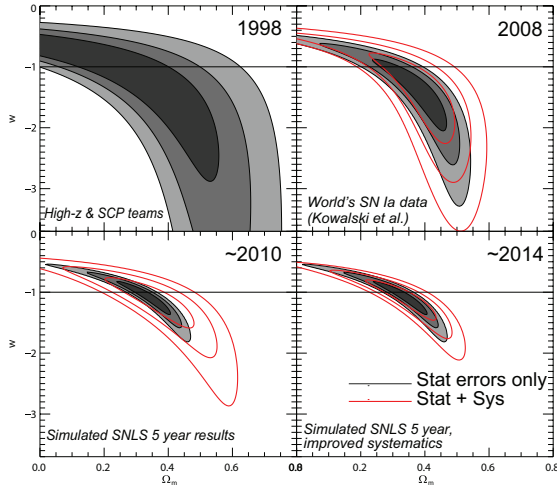 1998
2008
0
-1
w
-2
-3
High-z & SCP teams
World's SN Ia data
(Kowalski et al.)
~2010
~2014
0
-1
w
-2
-3
Stat errors only
Stat + Sys
Simulated SNLS 5 year results
Simulated SNLS 5 year,
improved systematics
0.0 0.2 0.4 0.6 0.2 0.4 0.6 0.8
Ωm Ωm